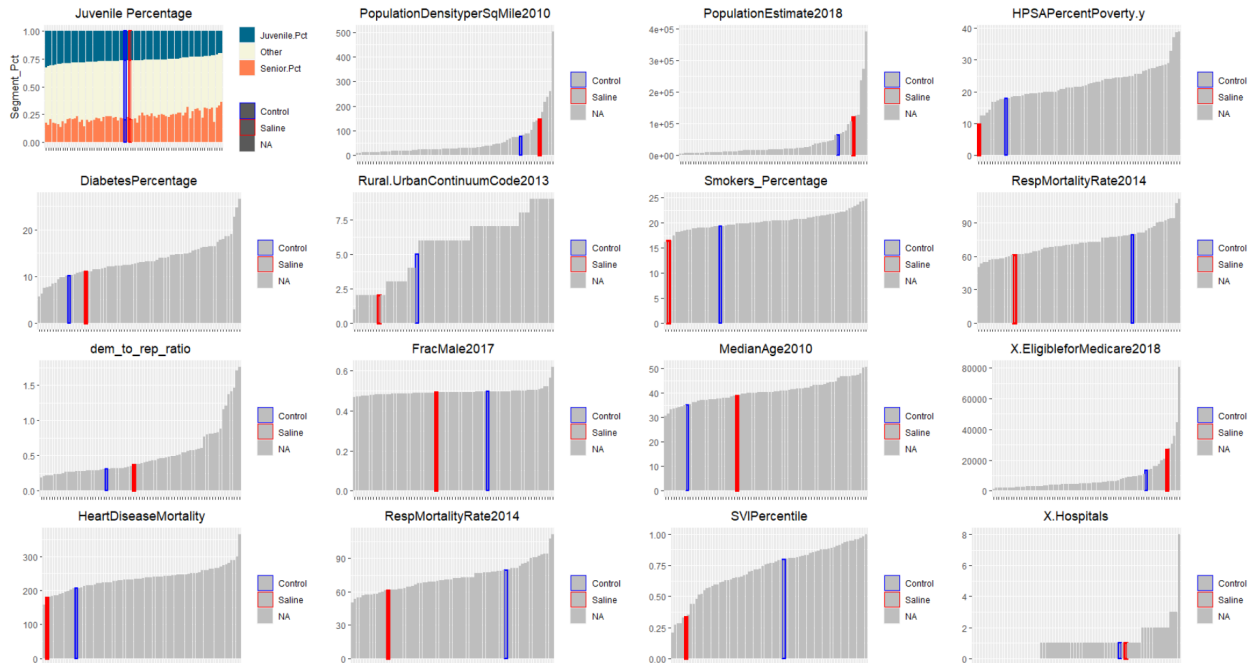 Juvenile Percentage
Segment_Pct
1.00
0.75
0.50
0.25
0.00
Juvenile.Pct
Other
Senior.Pct
Control
Saline
NA
PopulationDensityperSqMile2010
500
400
300
200
100
0
Control
Saline
NA
PopulationEstimate2018
4e+05
3e+05
2e+05
1e+05
0e+00
Control
Saline
NA
HPSAPercentPoverty.y
40
30
20
10
0
Control
Saline
NA
DiabetesPercentage
20
10
0
Control
Saline
NA
Rural.UrbanContinuumCode2013
7.5
5.0
2.5
0.0
Control
Saline
NA
Smokers_Percentage
25
20
15
10
5
0
Control
Saline
NA
RespMortalityRate2014
90
60
30
0
Control
Saline
NA
dem_to_rep_ratio
1.5
1.0
0.5
0.0
Control
Saline
NA
FracMale2017
0.6
0.4
0.2
0.0
Control
Saline
NA
MedianAge2010
50
40
30
20
10
0
Control
Saline
NA
X.EligibleforMedicare2018
80000
60000
40000
20000
0
Control
Saline
NA
HeartDiseaseMortality
300
200
100
0
Control
Saline
NA
RespMortalityRate2014
90
60
30
0
Control
Saline
NA
SVIPercentile
1.00
0.75
0.50
0.25
0.00
Control
Saline
NA
X.Hospitals
8
6
4
2
0
Control
Saline
NA